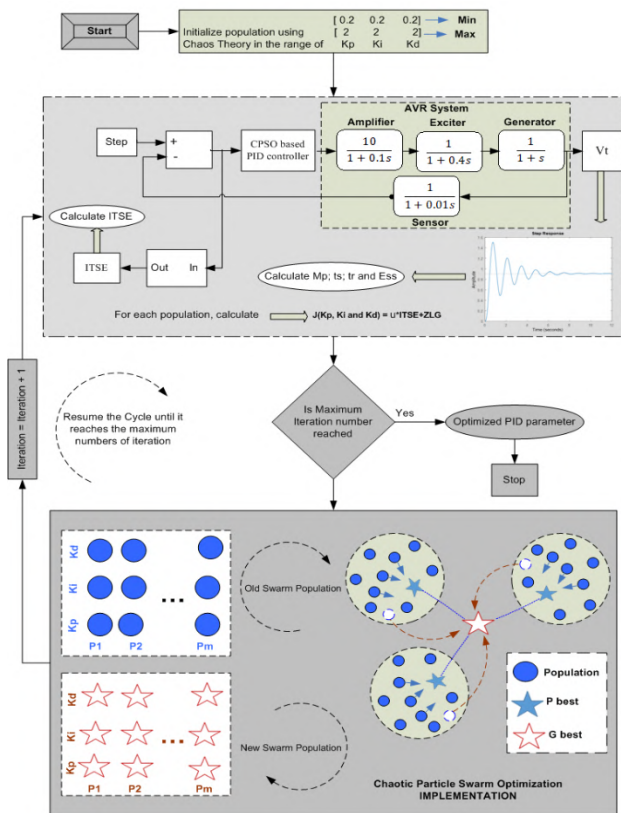 Start
Initialize population using
Chaos Theory in the range of
[ 0.2 0.2 0.2] Min
[ 2 2 2] Max
Kp Ki Kd
AVR System
Amplifier Exciter Generator
Step
+
-
CPSO based
PID controller
10
1 + 0.1s
1
1 + 0.4s
1
1 + s
Vt
1
1 + 0.01s
Sensor
Calculate ITSE
ITSE
Out In
Calculate Mp; ts; tr and Ess
Step Response
Amplitude
Time (seconds)
For each population, calculate J(Kp, Ki and Kd) = u*ITSE+ZLG
Iteration = Iteration + 1
Resume the Cycle until it
reaches the maximum
numbers of iteration
Is Maximum
Iteration number
reached
Yes
Optimized PID parameter
Stop
Kd
Ki
Kp
...
P1 P2 Pm
Old Swarm Population
Kd
Ki
Kp
...
P1 P2 Pm
New Swarm Population
Population
P best
G best
Chaotic Particle Swarm Optimization
IMPLEMENTATION